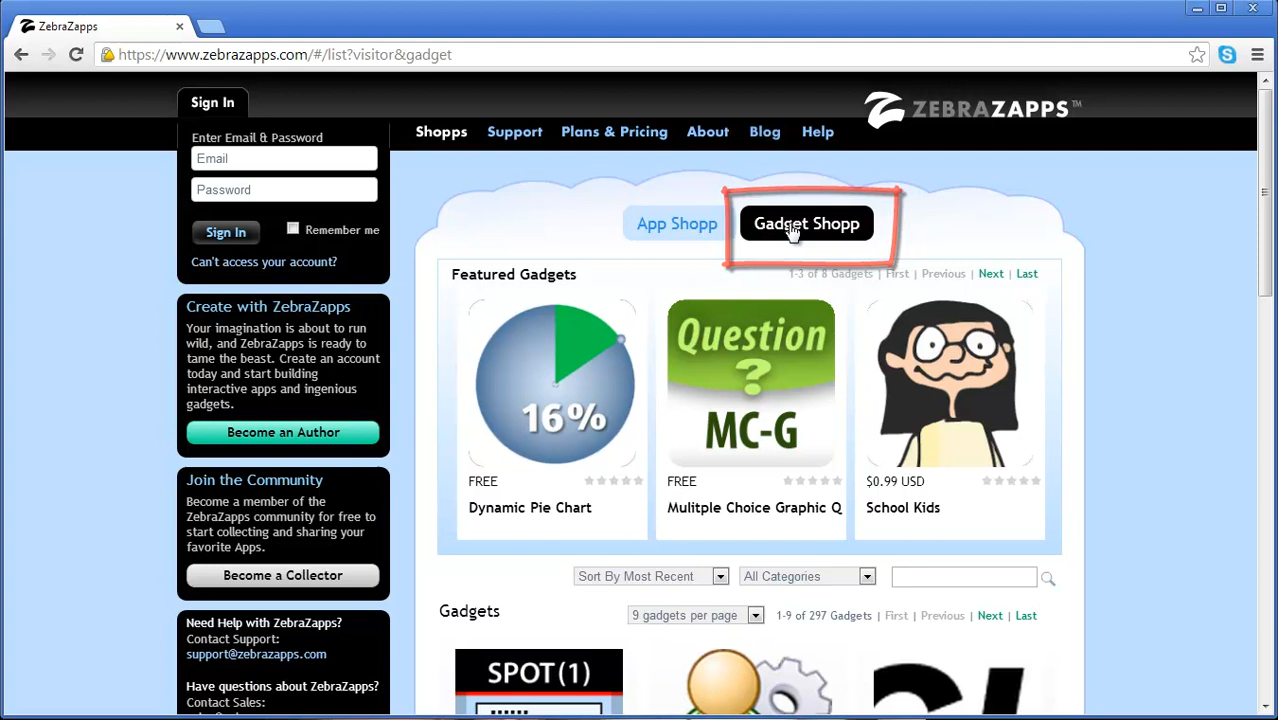 ZebraZapps
https://www.zebrazapps.com/#/list?visitor&gadget
Sign In
ZEBRAZAPPS™
Shopps Support Plans & Pricing About Blog Help
Enter Email & Password
Email
Password
Sign In Remember me
Can't access your account?
App Shopp Gadget Shopp
Featured Gadgets 1-3 of 8 Gadgets | First | Previous | Next | Last
16%
Question
?
MC-G
FREE
Dynamic Pie Chart
FREE
Mulitple Choice Graphic Q
$0.99 USD
School Kids
Create with ZebraZapps
Your imagination is about to run
wild, and ZebraZapps is ready to
tame the beast. Create an account
today and start building
interactive apps and ingenious
gadgets.
Become an Author
Join the Community
Become a member of the
ZebraZapps community for free to
start collecting and sharing your
favorite Apps.
Become a Collector
Sort By Most Recent All Categories
Gadgets 9 gadgets per page 1-9 of 297 Gadgets | First | Previous | Next | Last
SPOT(1)
Need Help with ZebraZapps?
Contact Support:
support@zebrazapps.com
Have questions about ZebraZapps?
Contact Sales: